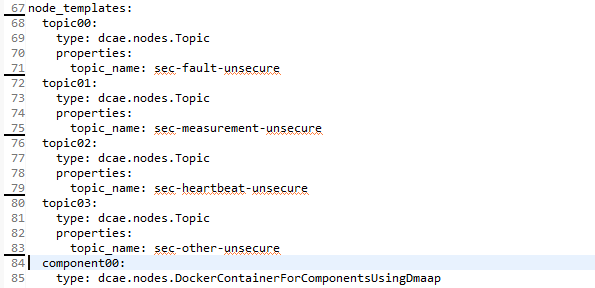 67 node_templates:
68   topic00:
69     type: dcae.nodes.Topic
70     properties:
71       topic_name: sec-fault-unsecure
72   topic01:
73     type: dcae.nodes.Topic
74     properties:
75       topic_name: sec-measurement-unsecure
76   topic02:
77     type: dcae.nodes.Topic
78     properties:
79       topic_name: sec-heartbeat-unsecure
80   topic03:
81     type: dcae.nodes.Topic
82     properties:
83       topic_name: sec-other-unsecure
84   component00:
85     type: dcae.nodes.DockerContainerForComponentsUsingDmaap